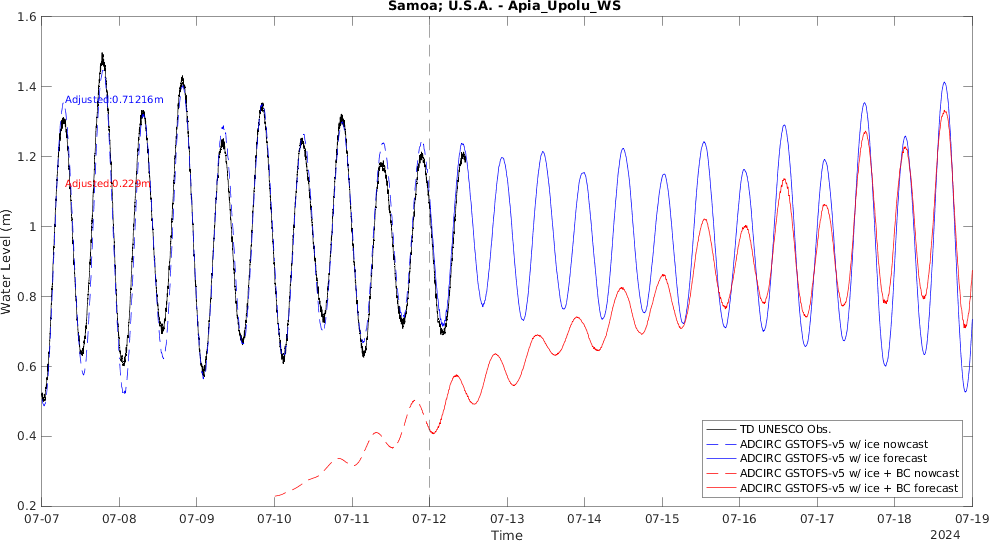 Samoa; U.S.A. - Apia_Upolu_WS
1.6
1.4
1.2
1
0.8
0.6
0.4
0.2
Water Level (m)
Adjusted:0.71216m
Adjusted:0.229m
TD UNESCO Obs.
ADCIRC GSTOFS-v5 w/ ice nowcast
ADCIRC GSTOFS-v5 w/ ice forecast
ADCIRC GSTOFS-v5 w/ ice + BC nowcast
ADCIRC GSTOFS-v5 w/ ice + BC forecast
07-07 07-08 07-09 07-10 07-11 07-12 07-13 07-14 07-15 07-16 07-17 07-18 07-19
Time
2024